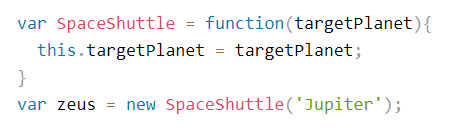 var SpaceShuttle = function(targetPlanet){
  this.targetPlanet = targetPlanet;
}
var zeus = new SpaceShuttle('Jupiter');